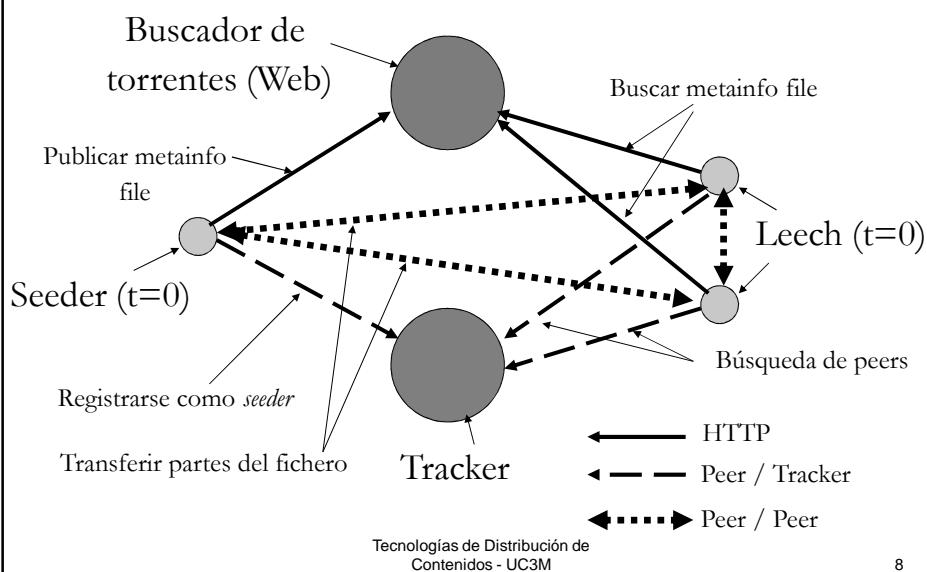 Buscador de
torrentes (Web)
Buscar metainfo file
Publicar metainfo
file
Leech (t=0)
Seeder (t=0)
Búsqueda de peers
Registrarse como seeder
Transferir partes del fichero
Tracker
HTTP
Peer / Tracker
Peer / Peer
Tecnologías de Distribución de
Contenidos - UC3M
8